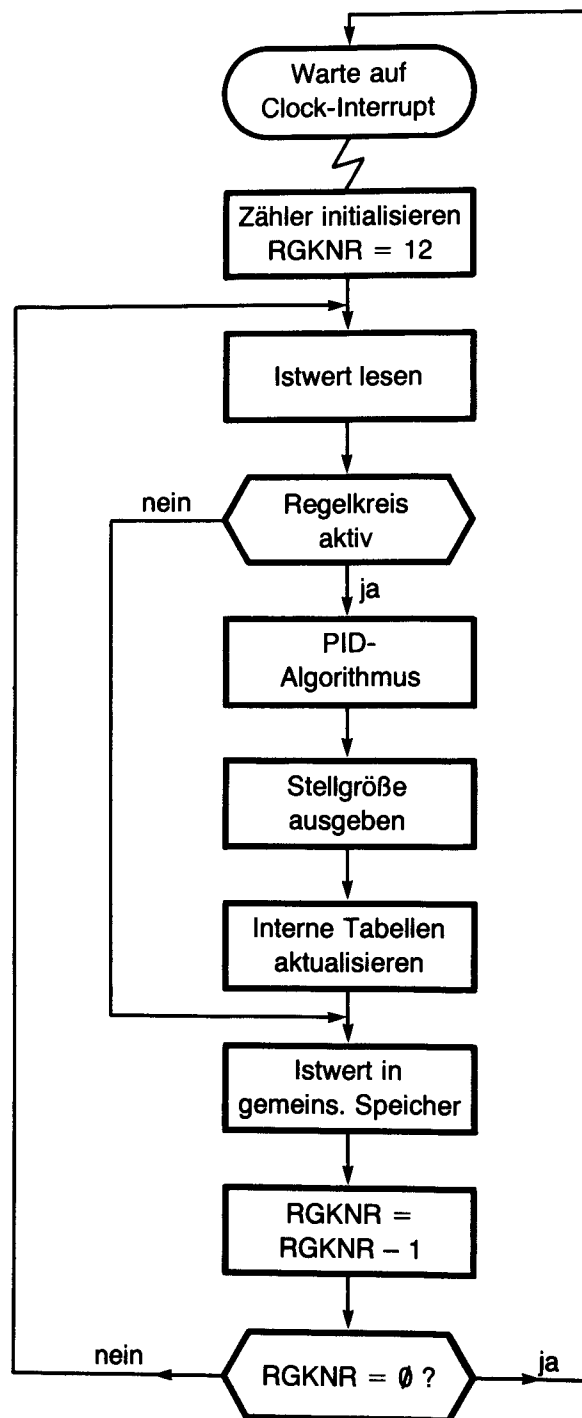 Warte auf
Clock-Interrupt
Zähler initialisieren
RGKNR = 12
Istwert lesen
nein
Regelkreis
aktiv
ja
PID-
Algorithmus
Stellgröße
ausgeben
Interne Tabellen
aktualisieren
Istwert in
gemeins. Speicher
RGKNR =
RGKNR – 1
nein
RGKNR = Ø ?
ja